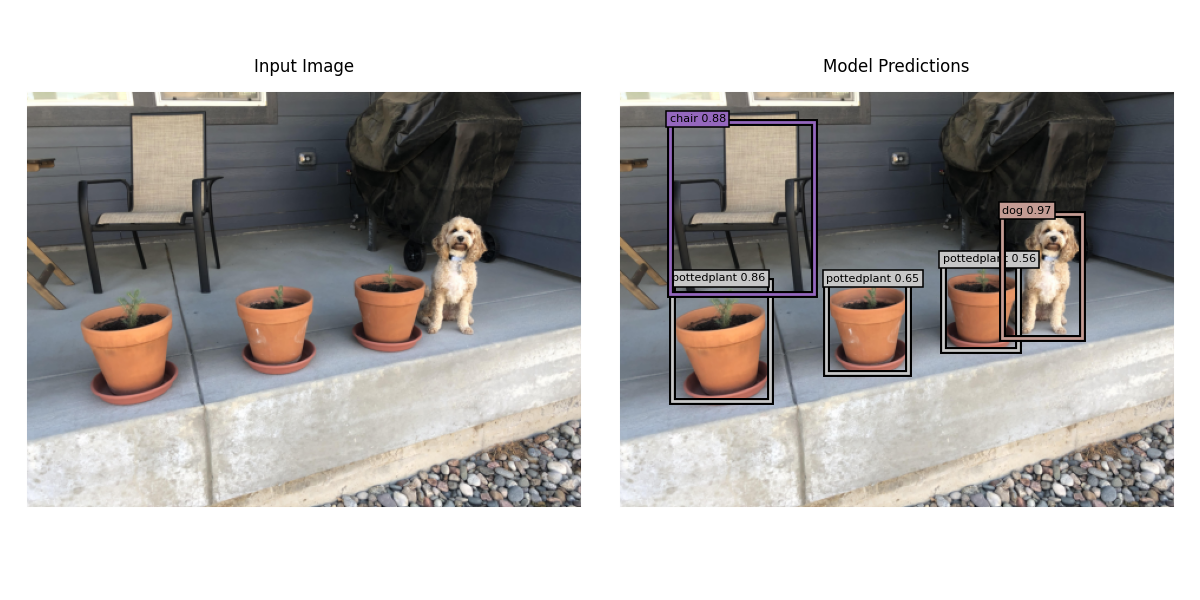 Input Image
Model Predictions
chair 0.88
dog 0.97
pottedplant 0.56
pottedplant 0.86
pottedplant 0.65